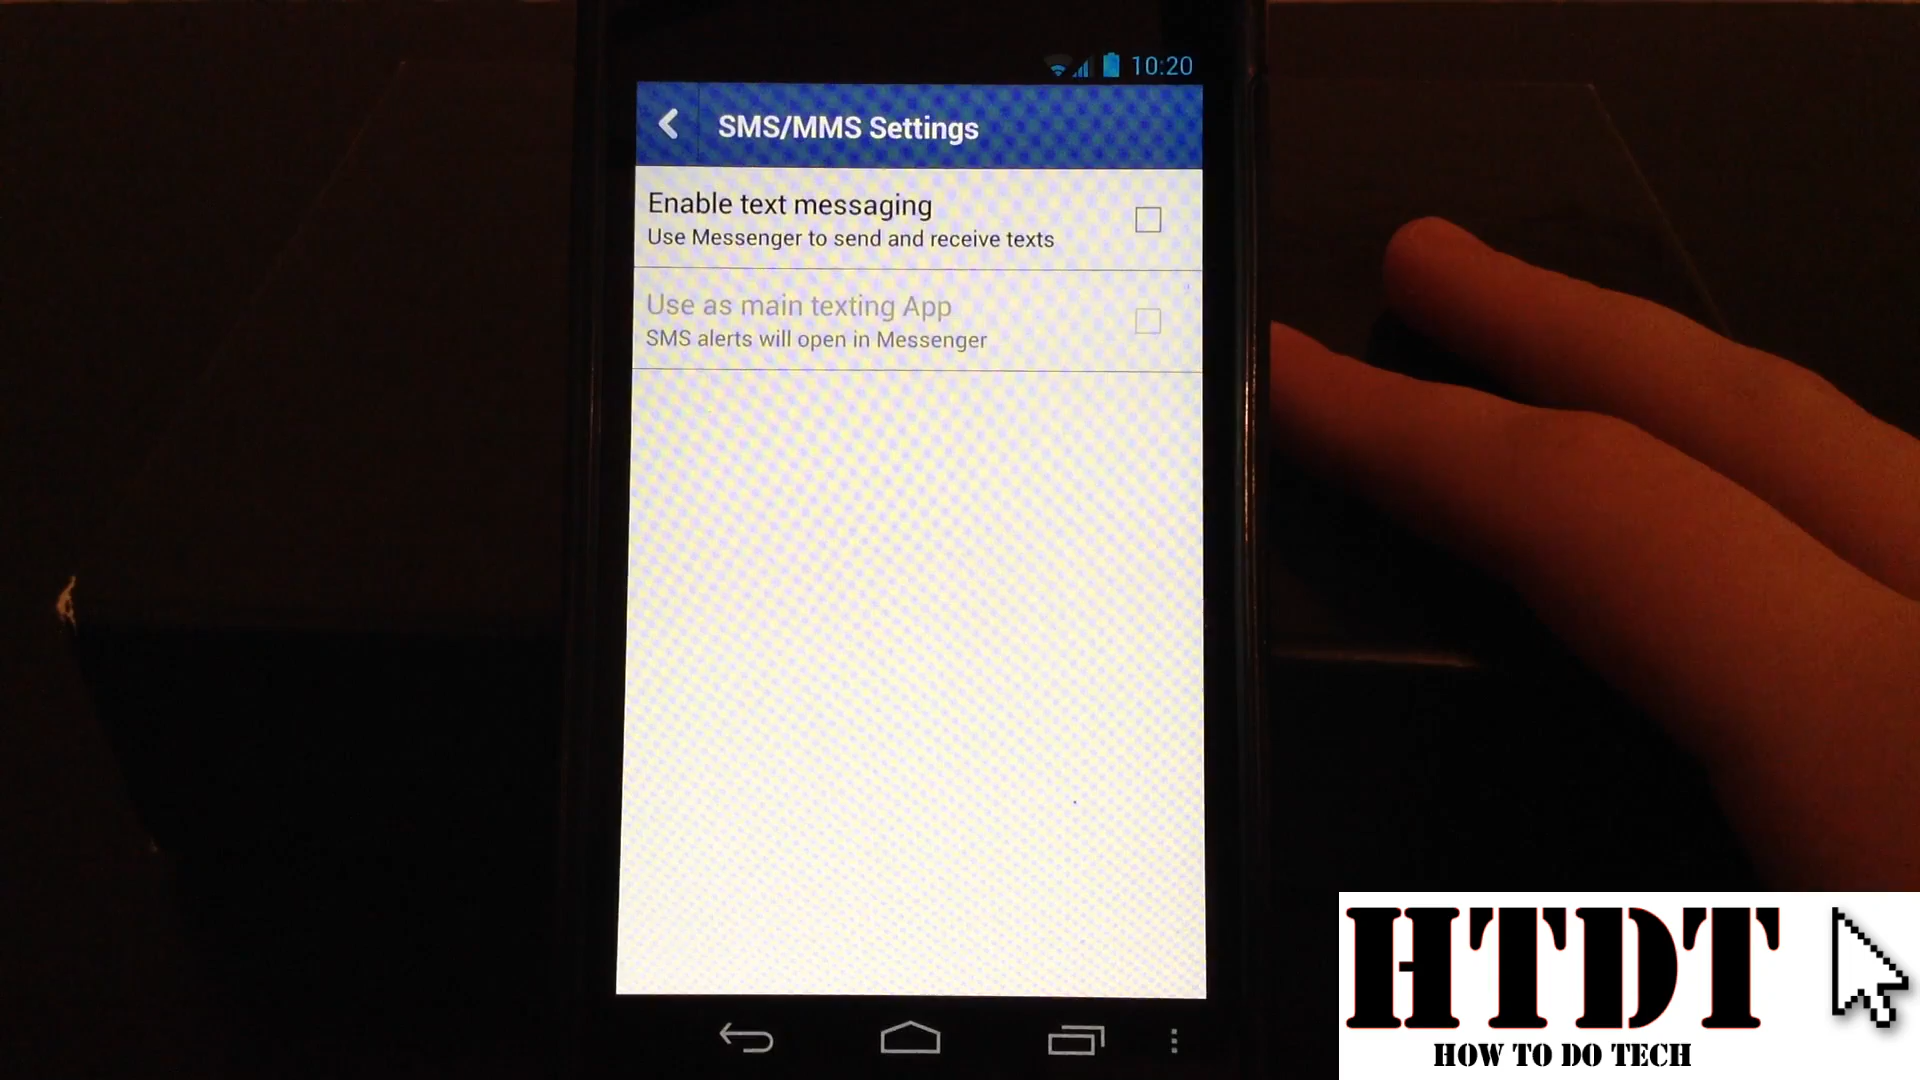 10:20
SMS/MMS Settings
Enable text messaging
Use Messenger to send and receive texts
Use as main texting App
SMS alerts will open in Messenger
HTDT
HOW TO DO TECH